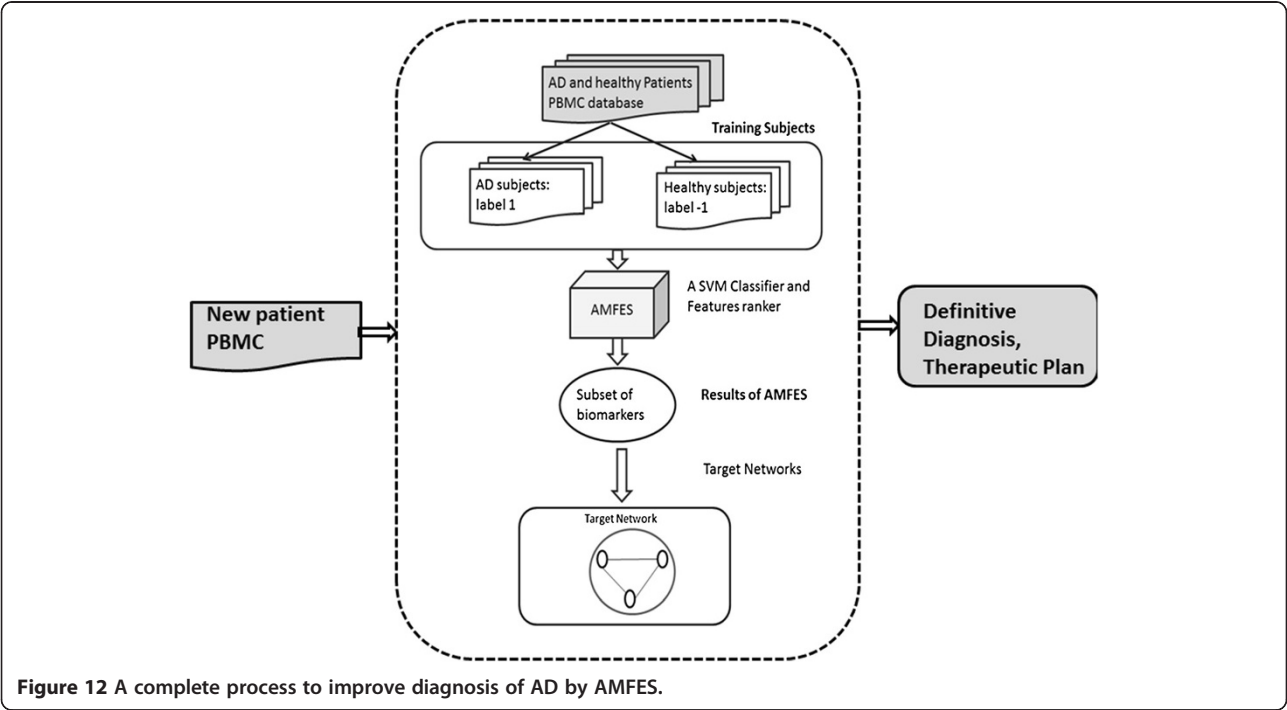 AD and healthy Patients
PBMC database
Training Subjects
AD subjects:
label 1
Healthy subjects:
label -1
AMFES
A SVM Classifier and
Features ranker
Subset of
biomarkers
Results of AMFES
Target Networks
Target Network
New patient
PBMC
Definitive
Diagnosis,
Therapeutic Plan
Figure 12 A complete process to improve diagnosis of AD by AMFES.